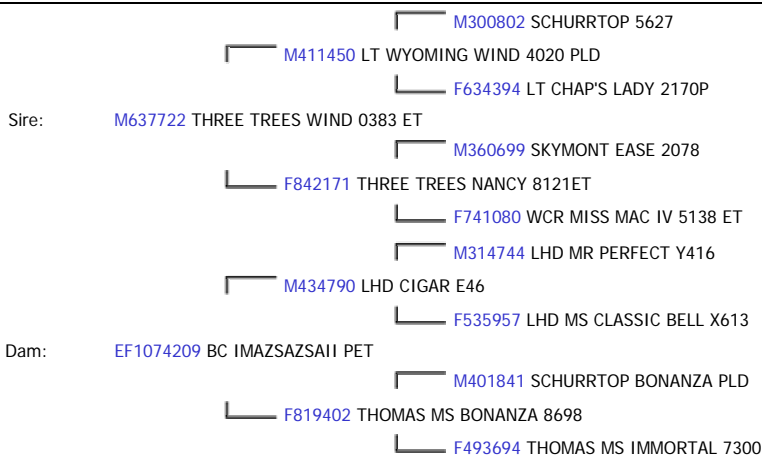 M300802 SCHURRTOP 5627
M411450 LT WYOMING WIND 4020 PLD
F634394 LT CHAP'S LADY 2170P
Sire: M637722 THREE TREES WIND 0383 ET
M360699 SKYMONT EASE 2078
F842171 THREE TREES NANCY 8121ET
F741080 WCR MISS MAC IV 5138 ET
M314744 LHD MR PERFECT Y416
M434790 LHD CIGAR E46
F535957 LHD MS CLASSIC BELL X613
Dam: EF1074209 BC IMAZSAZSAII PET
M401841 SCHURRTOP BONANZA PLD
F819402 THOMAS MS BONANZA 8698
F493694 THOMAS MS IMMORTAL 7300